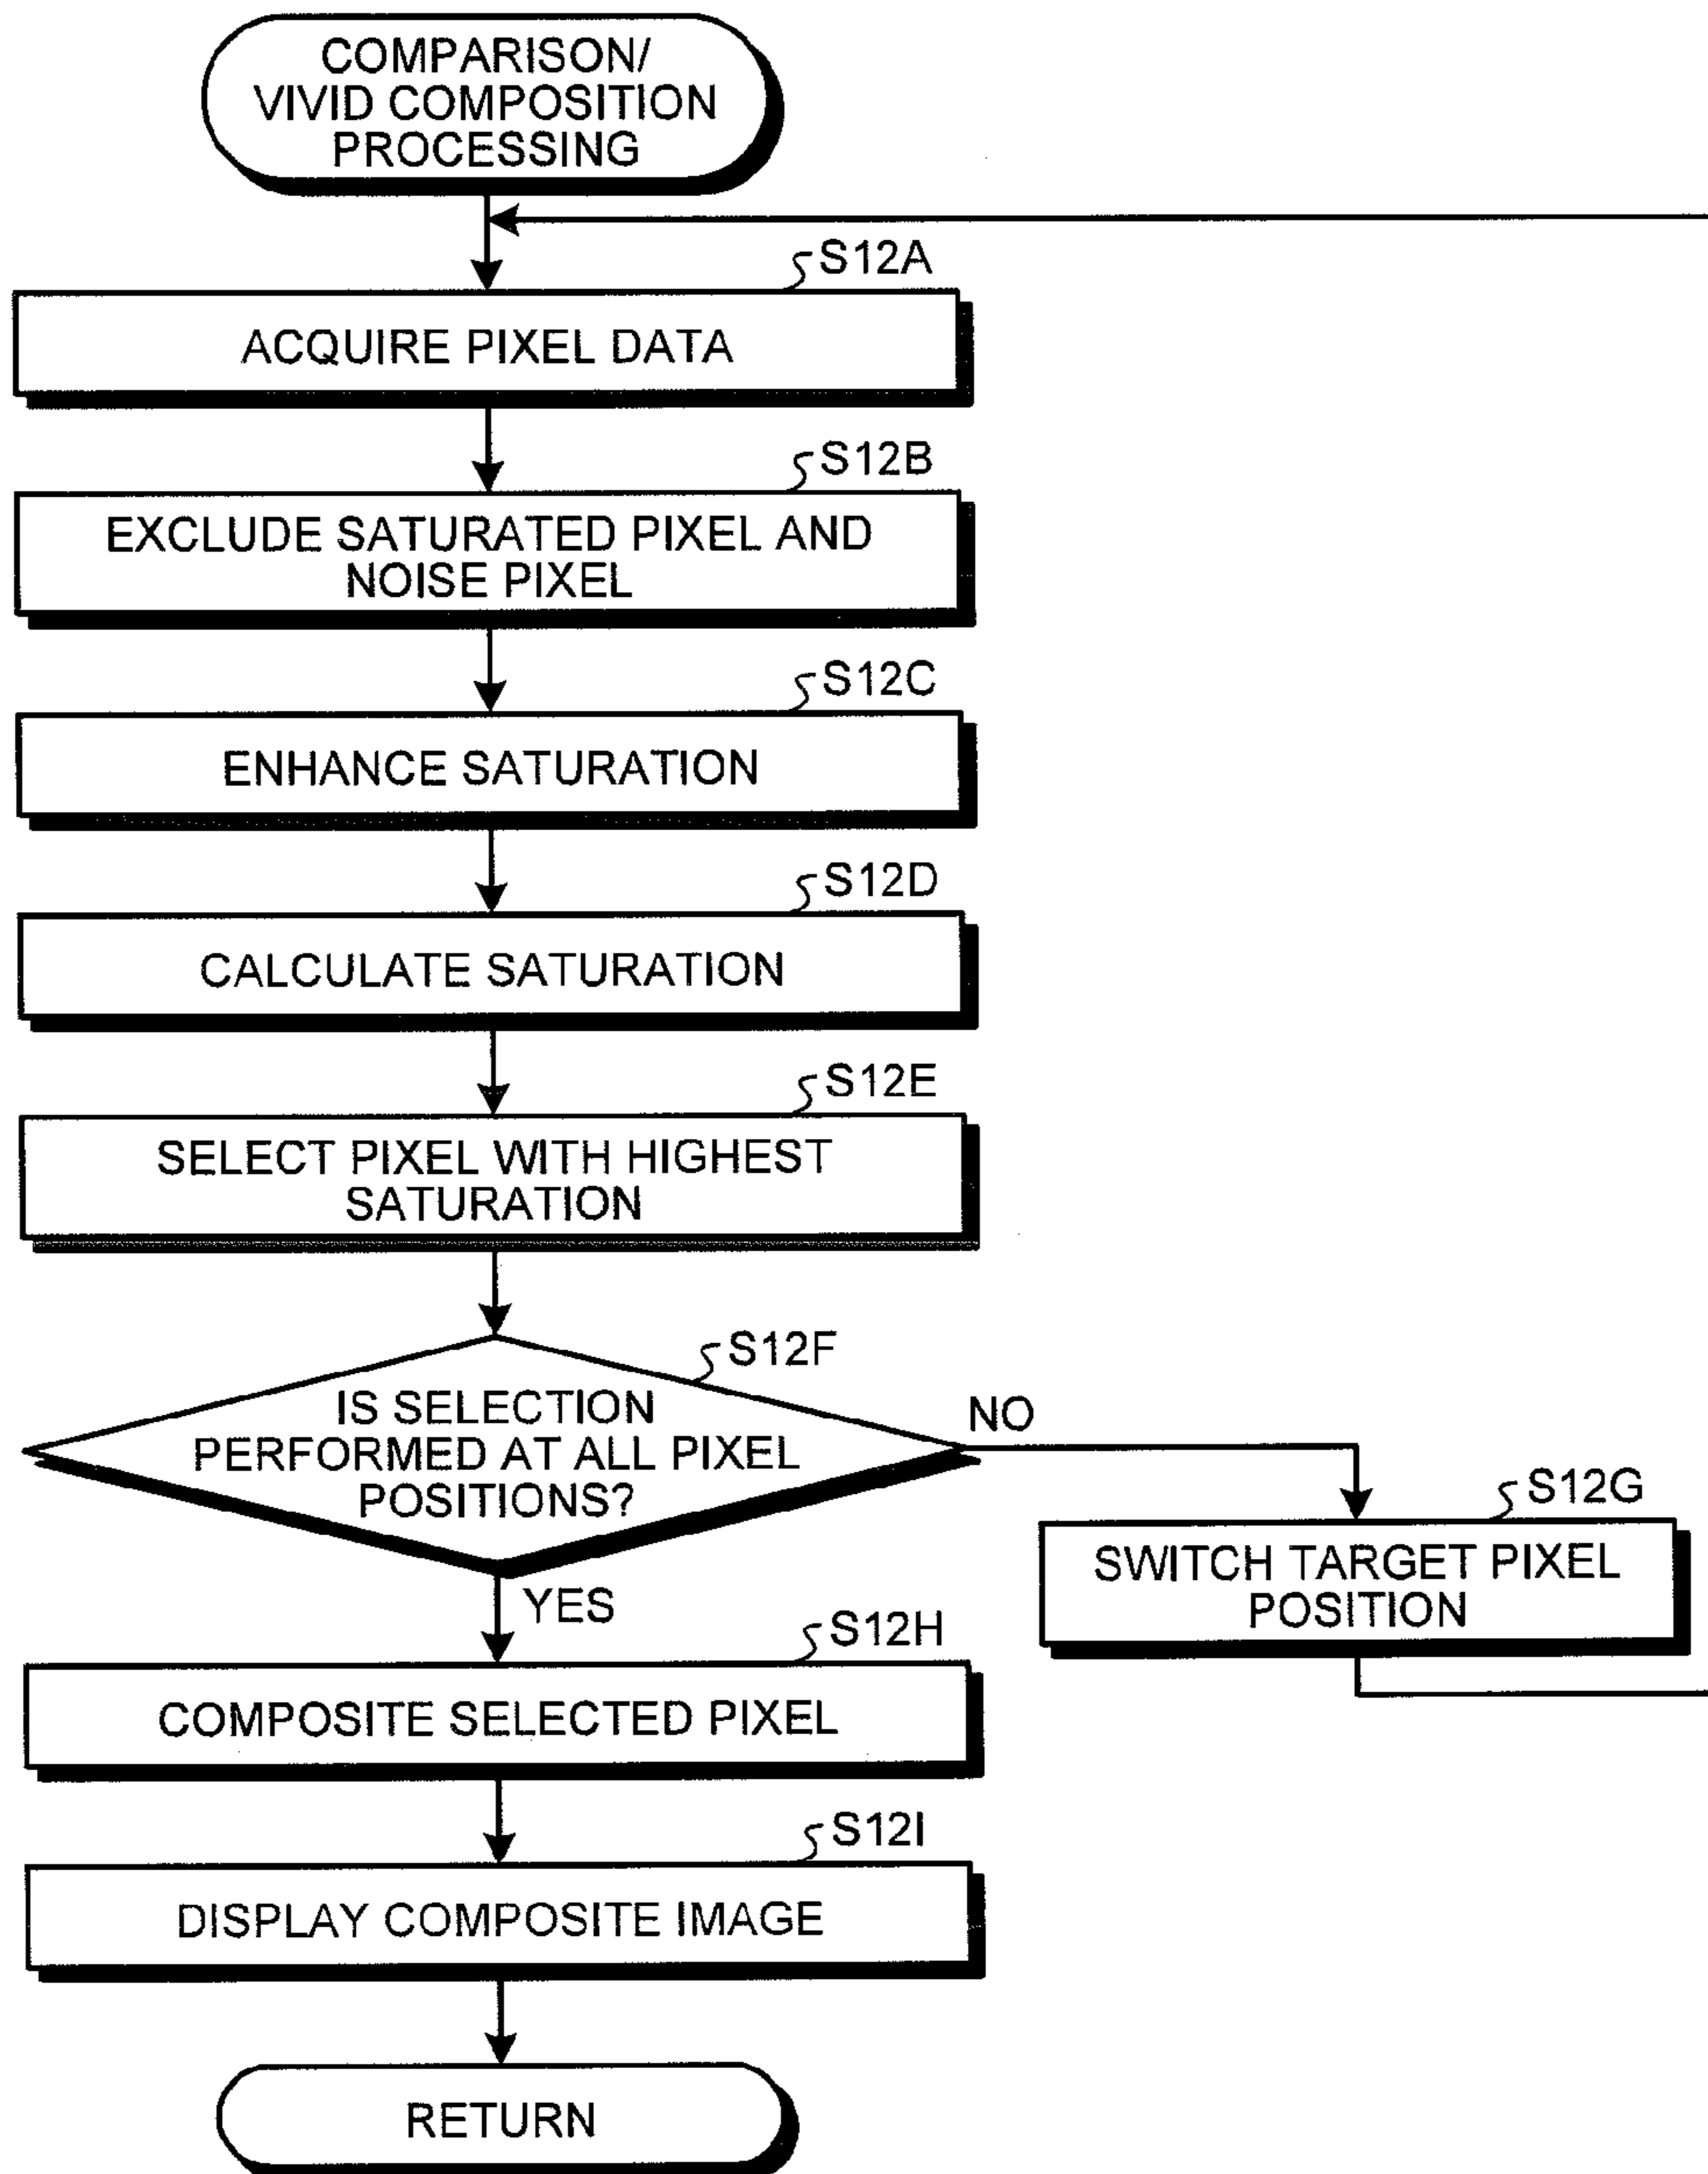 COMPARISON/
VIVID COMPOSITION
PROCESSING
S12A
ACQUIRE PIXEL DATA
S12B
EXCLUDE SATURATED PIXEL AND
NOISE PIXEL
S12C
ENHANCE SATURATION
S12D
CALCULATE SATURATION
S12E
SELECT PIXEL WITH HIGHEST
SATURATION
S12F
IS SELECTION
PERFORMED AT ALL PIXEL
POSITIONS?
NO
S12G
SWITCH TARGET PIXEL
POSITION
YES
S12H
COMPOSITE SELECTED PIXEL
S12I
DISPLAY COMPOSITE IMAGE
RETURN